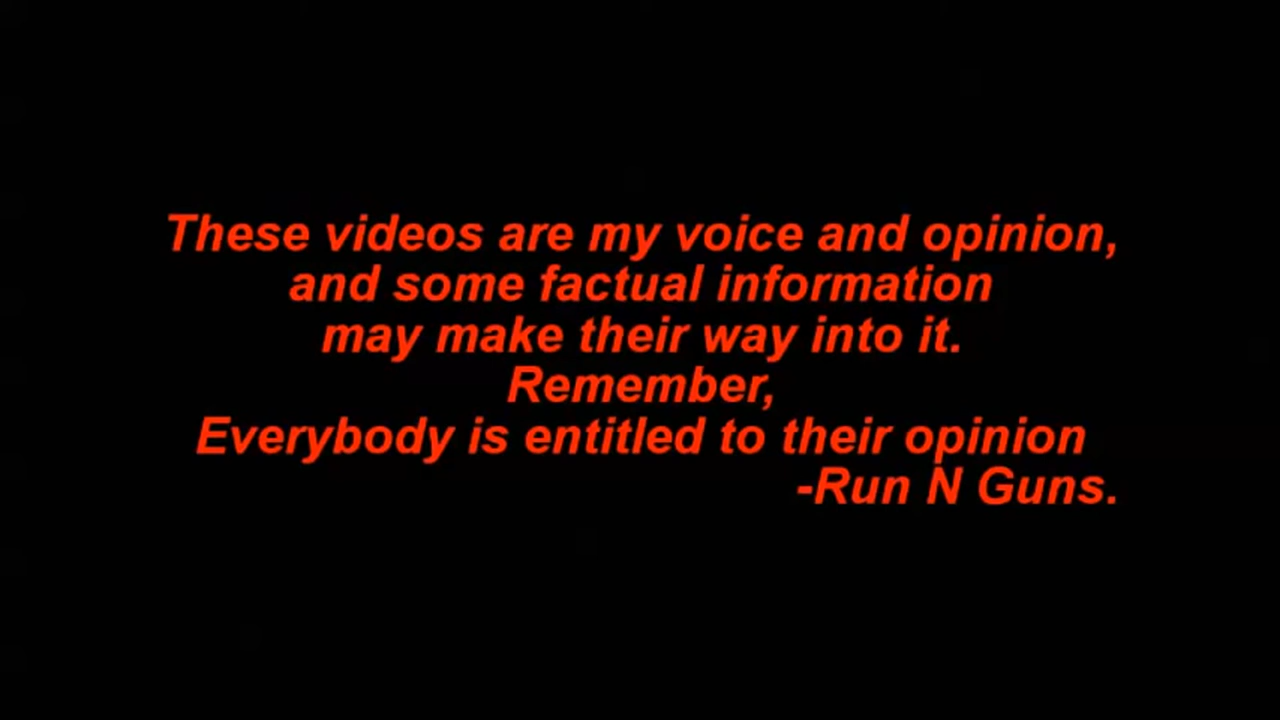 These videos are my voice and opinion,
and some factual information
may make their way into it.
Remember,
Everybody is entitled to their opinion
-Run N Guns.